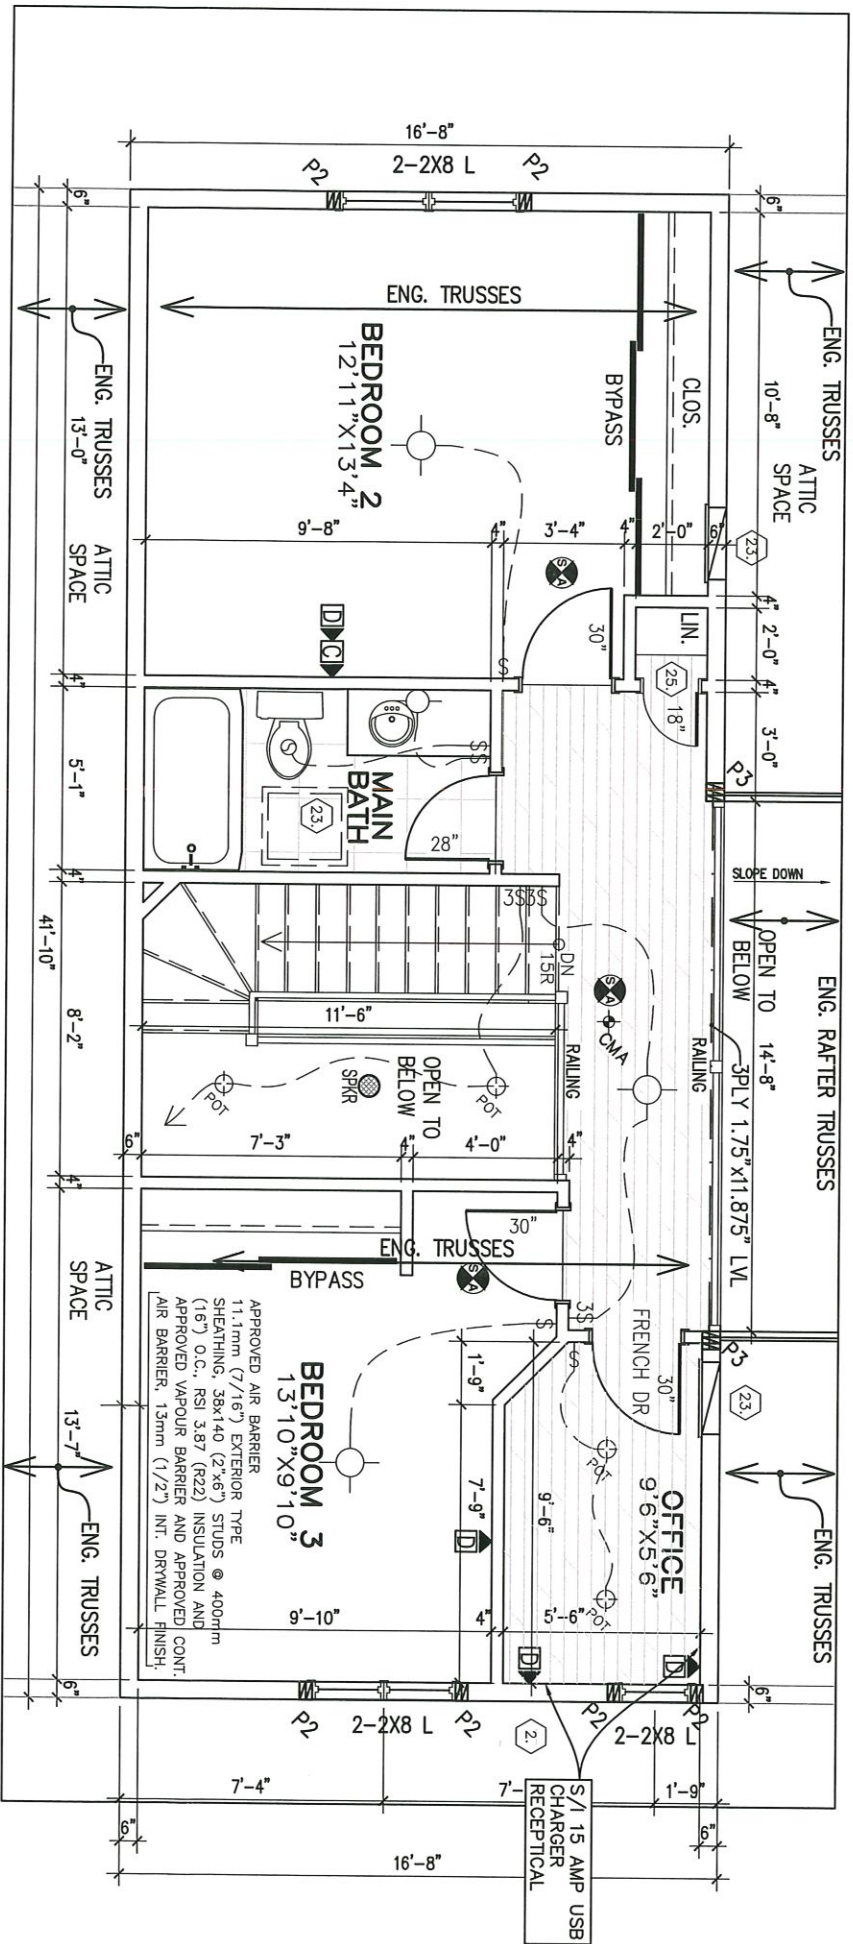 16'-8"
2-2X8 L
P2
P2
6"
6"
ENG. TRUSSES
ATTIC
SPACE
10'-8"
ENG. TRUSSES
CLOS.
BYPASS
BEDROOM 2
12'11"X13'4"
ENG. TRUSSES
13'-0"
ATTIC
SPACE
9'-8"
4"
3'-4"
4"
2'-0"
6"
23.
S/A
30"
LIN.
25.
18"
4"
2'-0"
4"
3'-0"
P3
D
C
S
4"
5'-1"
4"
S
S
S
MAIN
BATH
23.
28"
SLOPE DOWN
OPEN TO
BELOW
14'-8"
ENG. RAFTER TRUSSES
3PLY 1.75"x11.875" LVL
3S
3S
DN
15R
S/A
CMA
RAILING
RAILING
11'-6"
OPEN TO
BELOW
SPKR
POT
POT
41'-10"
8'-2"
6"
7'-3"
4"
4'-0"
4"
4"
30"
ENG. TRUSSES
BYPASS
S/A
3S
S
S
FRENCH DR
30"
P3
23.
ATTIC
SPACE
13'-7"
ENG. TRUSSES
ENG. TRUSSES
APPROVED AIR BARRIER
11.1mm (7/16") EXTERIOR TYPE
SHEATHING, 38x140 (2"x6") STUDS @ 400mm
(16") O.C., RSI 3.87 (R22) INSULATION AND
APPROVED VAPOUR BARRIER AND APPROVED CONT.
AIR BARRIER, 13mm (1/2") INT. DRYWALL FINISH.
BEDROOM 3
13'10"X9'10"
1'-9"
7'-9"
9'-6"
POT
POT
OFFICE
9'6"X5'6"
D
D
D
9'-10"
4"
5'-6"
6"
6"
P2
2-2X8 L
P2
2.
P2
2-2X8 L
P2
7'-4"
7'-
1'-9"
6"
6"
16'-8"
S/I 15 AMP USB
CHARGER
RECEPTICAL